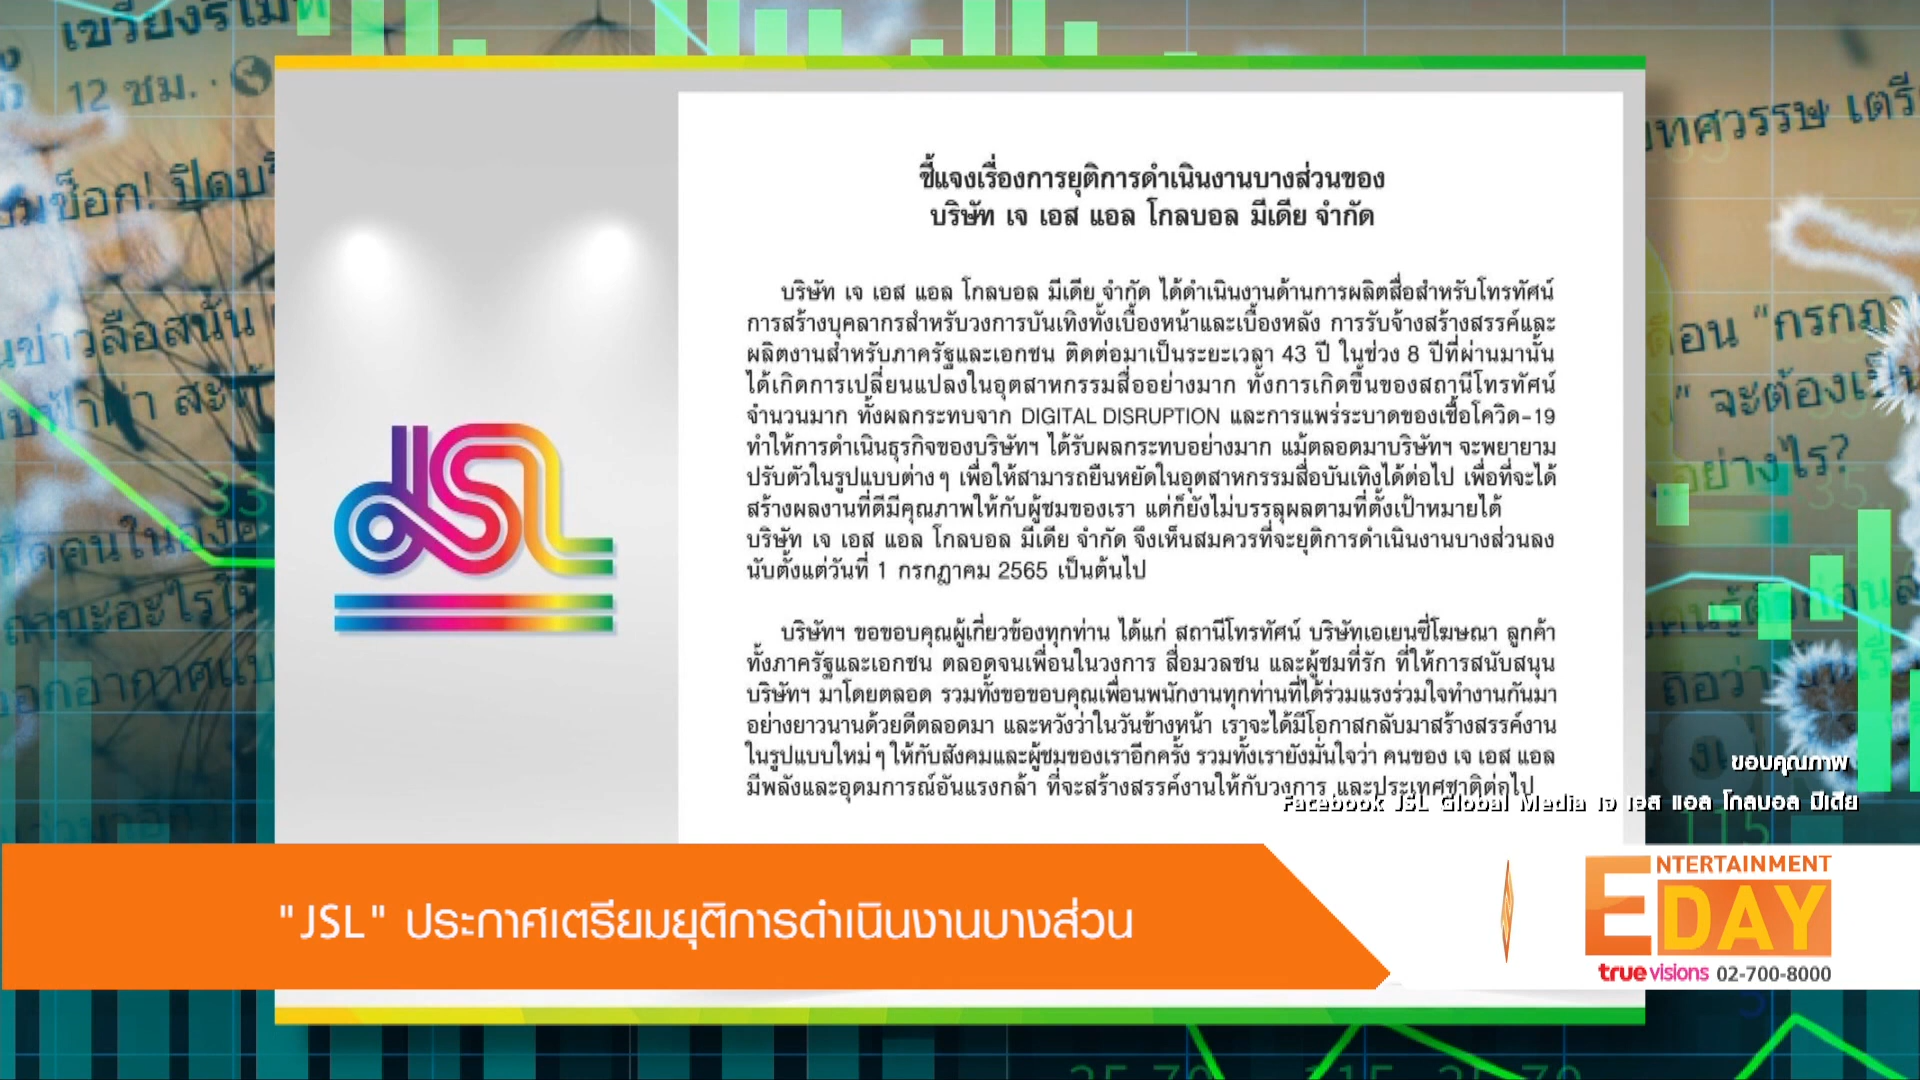 เขวี้ยงรีโมท
12 ชม. ·
ทศวรรษ เตรี
ช็อก! ปิดบริ
ข่าวลือสนั่น
"กรกฎา
จะต้องเป็
อย่างไร?
ชี้แจงเรื่องการยุติการดำเนินงานบางส่วนของ
บริษัท เจ เอส แอล โกลบอล มีเดีย จำกัด
บริษัท เจ เอส แอล โกลบอล มีเดีย จำกัด ได้ดำเนินงานด้านการผลิตสื่อสำหรับโทรทัศน์
การสร้างบุคลากรสำหรับวงการบันเทิงทั้งเบื้องหน้าและเบื้องหลัง การรับจ้างสร้างสรรค์และ
ผลิตงานสำหรับภาครัฐและเอกชน ติดต่อมาเป็นระยะเวลา 43 ปี ในช่วง 8 ปีที่ผ่านมานั้น
ได้เกิดการเปลี่ยนแปลงในอุตสาหกรรมสื่ออย่างมาก ทั้งการเกิดขึ้นของสถานีโทรทัศน์
จำนวนมาก ทั้งผลกระทบจาก DIGITAL DISRUPTION และการแพร่ระบาดของเชื้อโควิด-19
ทำให้การดำเนินธุรกิจของบริษัทฯ ได้รับผลกระทบอย่างมาก แม้ตลอดมาบริษัทฯ จะพยายาม
ปรับตัวในรูปแบบต่างๆ เพื่อให้สามารถยืนหยัดในอุตสาหกรรมสื่อบันเทิงได้ต่อไป เพื่อที่จะได้
สร้างผลงานที่ดีมีคุณภาพให้กับผู้ชมของเรา แต่ก็ยังไม่บรรลุผลตามที่ตั้งเป้าหมายได้
บริษัท เจ เอส แอล โกลบอล มีเดีย จำกัด จึงเห็นสมควรที่จะยุติการดำเนินงานบางส่วนลง
นับตั้งแต่วันที่ 1 กรกฎาคม 2565 เป็นต้นไป
บริษัทฯ ขอขอบคุณผู้เกี่ยวข้องทุกท่าน ได้แก่ สถานีโทรทัศน์ บริษัทเอเยนซี่โฆษณา ลูกค้า
ทั้งภาครัฐและเอกชน ตลอดจนเพื่อนในวงการ สื่อมวลชน และผู้ชมที่รัก ที่ให้การสนับสนุน
บริษัทฯ มาโดยตลอด รวมทั้งขอขอบคุณเพื่อนพนักงานทุกท่านที่ได้ร่วมแรงร่วมใจทำงานกันมา
อย่างยาวนานด้วยดีตลอดมา และหวังว่าในวันข้างหน้า เราจะได้มีโอกาสกลับมาสร้างสรรค์งาน
ในรูปแบบใหม่ๆ ให้กับสังคมและผู้ชมของเราอีกครั้ง รวมทั้งเรายังมั่นใจว่า คนของ เจ เอส แอล
มีพลังและอุดมการณ์อันแรงกล้า ที่จะสร้างสรรค์งานให้กับวงการ และประเทศชาติต่อไป
JSL
ขอบคุณภาพ
Facebook JSL Global Media เจ เอส แอล โกลบอล มีเดีย
"JSL" ประกาศเตรียมยุติการดำเนินงานบางส่วน
ENTERTAINMENT
DAY
truevisions 02-700-8000